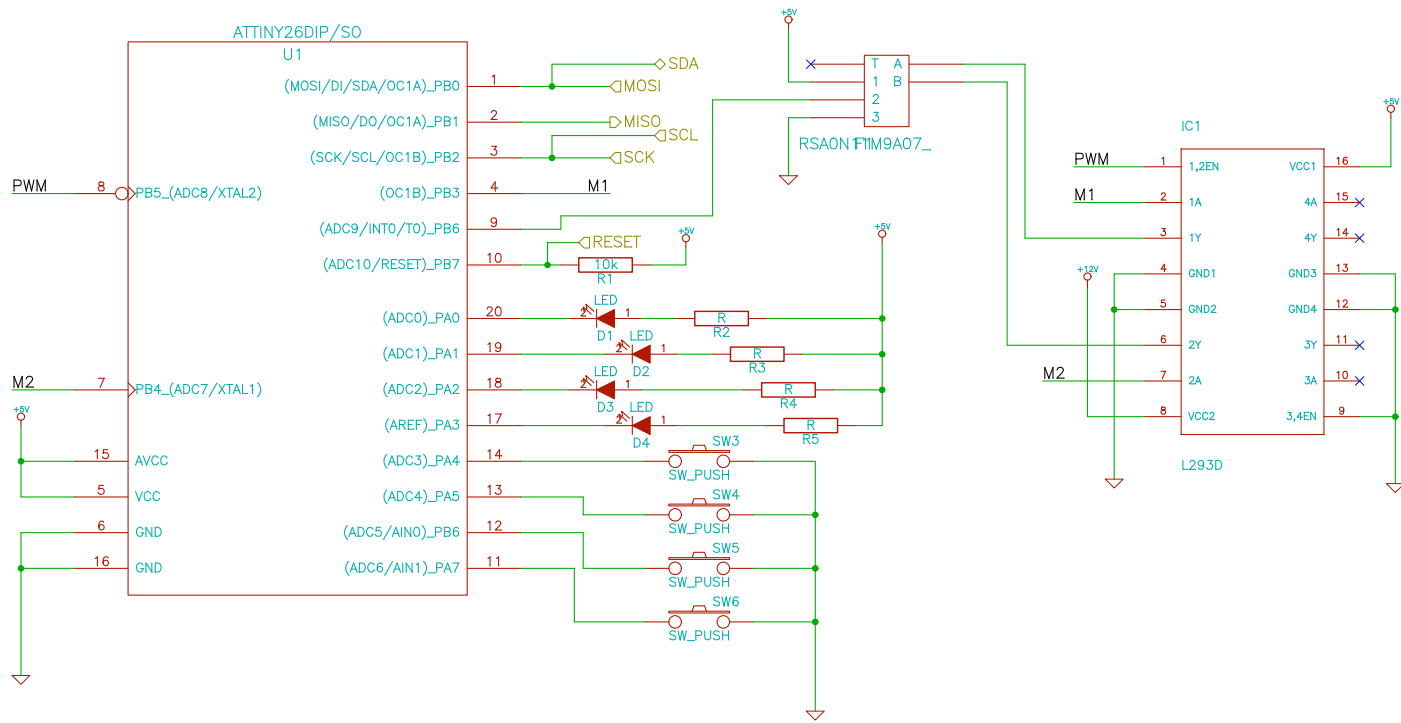 ATTINY26DIP/SO
U1
(MOSI/DI/SDA/OC1A)_PB0
1
SDA
MOSI
(MISO/DO/OC1A)_PB1
2
MISO
(SCK/SCL/OC1B)_PB2
3
SCL
SCK
PWM
8
PB5_(ADC8/XTAL2)
(OC1B)_PB3
4
M1
(ADC9/INT0/T0)_PB6
9
(ADC10/RESET)_PB7
10
RESET
10k
R1
+5V
(ADC0)_PA0
20
LED
2
1
D1
R
R2
(ADC1)_PA1
19
LED
2
1
D2
R
R3
M2
7
PB4_(ADC7/XTAL1)
(ADC2)_PA2
18
LED
2
1
D3
R
R4
(AREF)_PA3
17
LED
2
1
D4
R
R5
+5V
+5V
15
AVCC
5
VCC
6
GND
16
GND
(ADC3)_PA4
14
SW3
SW_PUSH
(ADC4)_PA5
13
SW4
SW_PUSH
(ADC5/AIN0)_PB6
12
SW5
SW_PUSH
(ADC6/AIN1)_PA7
11
SW6
SW_PUSH
+5V
T A
1 B
2
3
IC1
+5V
PWM
1
1,2EN
VCC1
16
M1
2
1A
4A
15
3
1Y
4Y
14
+12V
4
GND1
GND3
13
5
GND2
GND4
12
6
2Y
3Y
11
M2
7
2A
3A
10
8
VCC2
3,4EN
9
L293D